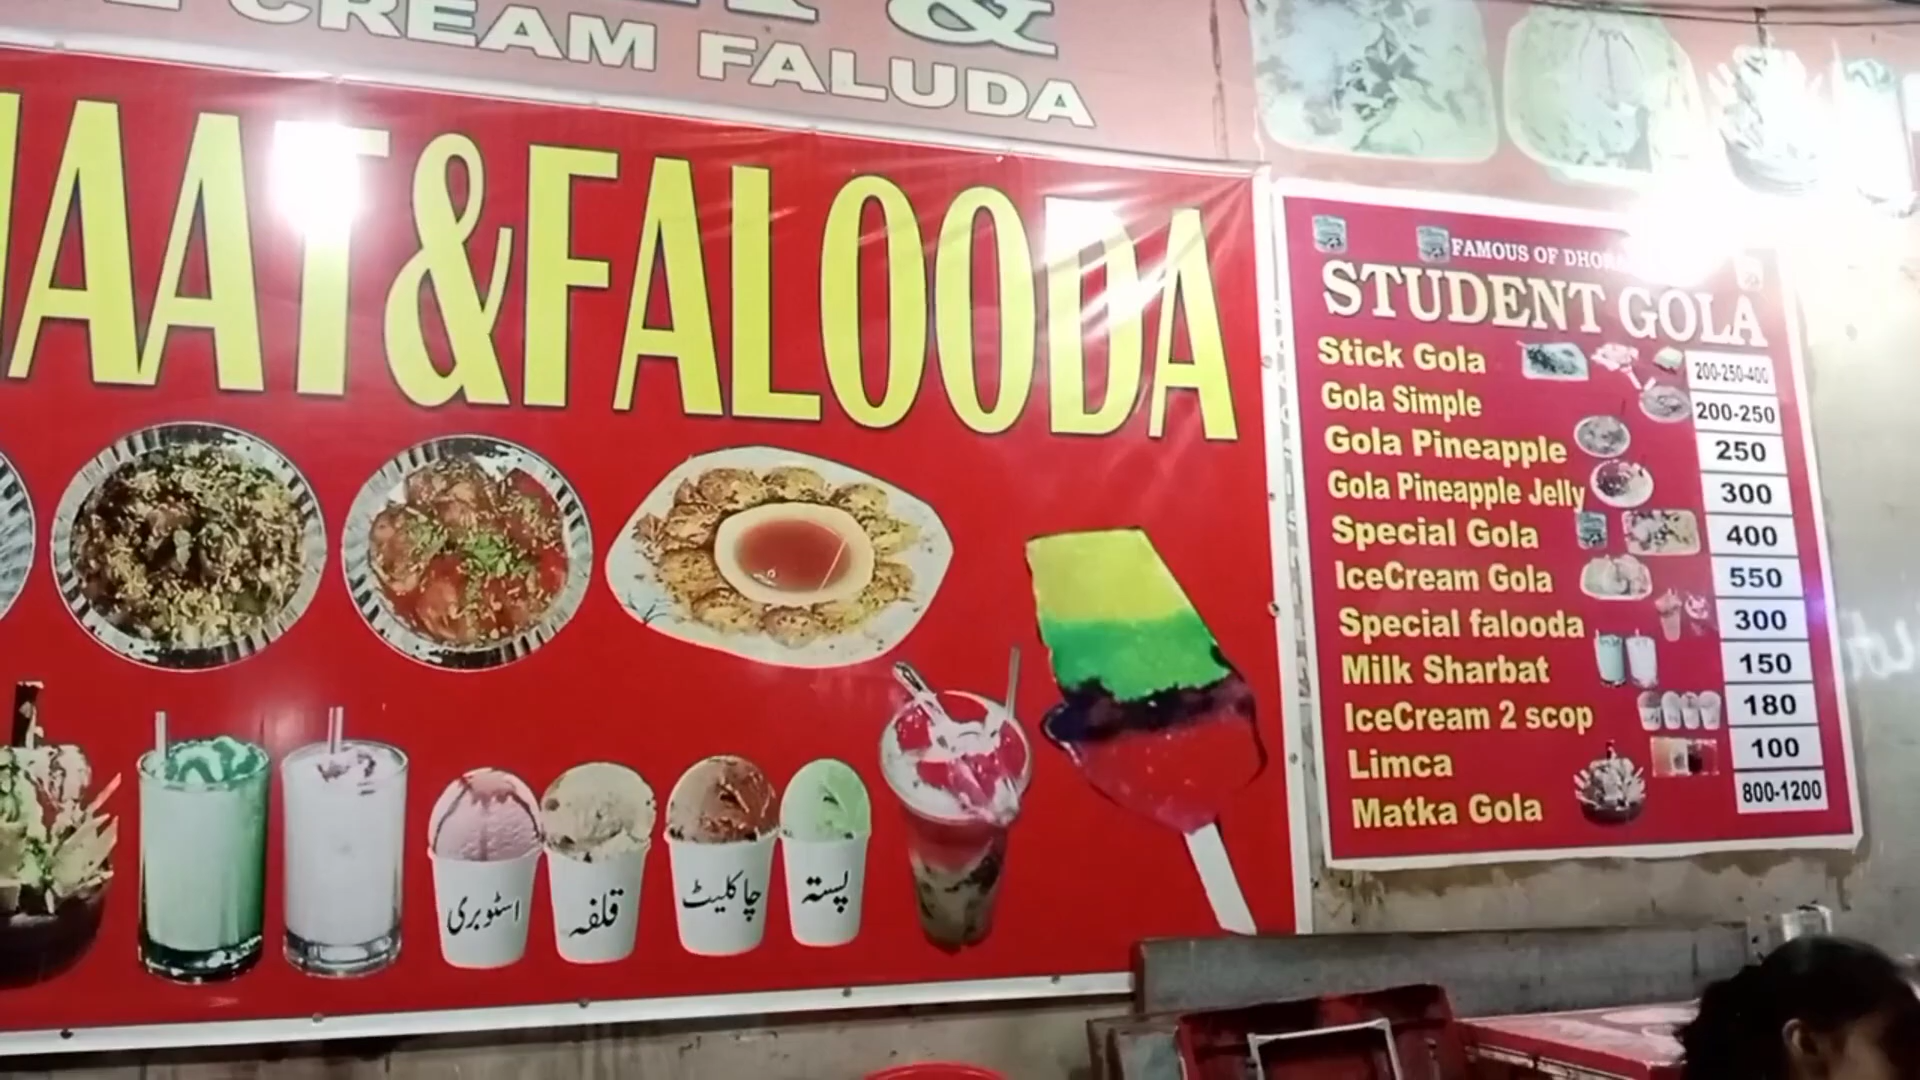 CREAM FALUDA
&FALOODA
اسٹوبری
قلفہ
چاکلیٹ
پستہ
FAMOUS OF
STUDENT GOLA
Stick Gola 200-250-400
Gola Simple 200-250
Gola Pineapple 250
Gola Pineapple Jelly 300
Special Gola 400
IceCream Gola 550
Special falooda 300
Milk Sharbat 150
IceCream 2 scop 180
Limca 100
Matka Gola 800-1200